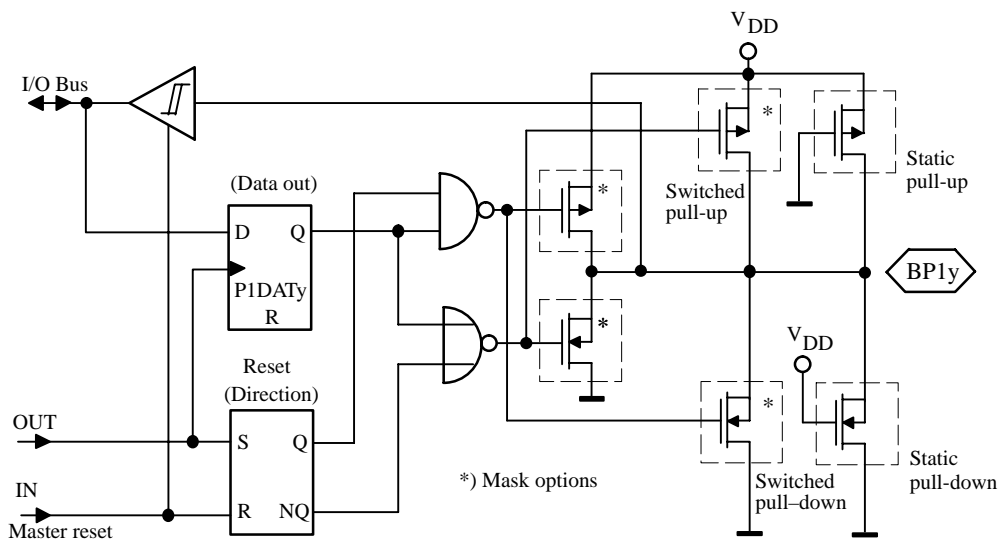 V
DD
I/O Bus
*
(Data out)
*
Static
pull-up
Switched
pull-up
D
Q
P1DATy
R
BP1y
*
V
DD
Reset
(Direction)
*
OUT
S
Q
*) Mask options
Static
pull-down
Switched
pull–down
IN
R
NQ
Master reset